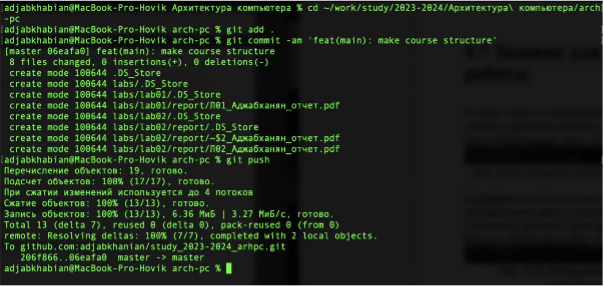 adjabkhabian@MacBook-Pro-Hovik Архитектура компьютера % cd ~/work/study/2023-2024/Архитектура\ компьютера/arch
-pc
adjabkhabian@MacBook-Pro-Hovik arch-pc % git add .
adjabkhabian@MacBook-Pro-Hovik arch-pc % git commit -am 'feat(main): make course structure'
[master 06eafa0] feat(main): make course structure
8 files changed, 0 insertions(+), 0 deletions(-)
create mode 100644 .DS_Store
create mode 100644 labs/.DS_Store
create mode 100644 labs/lab01/.DS_Store
create mode 100644 labs/lab01/report/Л01_Аджабханян_отчет.pdf
create mode 100644 labs/lab02/.DS_Store
create mode 100644 labs/lab02/report/.DS_Store
create mode 100644 labs/lab02/report/~$2_Аджабханян_отчет.pdf
create mode 100644 labs/lab02/report/Л02_Аджабханян_отчет.pdf
adjabkhabian@MacBook-Pro-Hovik arch-pc % git push
Перечисление объектов: 19, готово.
Подсчет объектов: 100% (17/17), готово.
При сжатии изменений используется до 4 потоков
Сжатие объектов: 100% (13/13), готово.
Запись объектов: 100% (13/13), 6.36 МиБ | 3.27 МиБ/с, готово.
Total 13 (delta 7), reused 0 (delta 0), pack-reused 0 (from 0)
remote: Resolving deltas: 100% (7/7), completed with 2 local objects.
To github.com:adjabkhanian/study_2023-2024_arhpc.git
206f866..06eafa0  master -> master
adjabkhabian@MacBook-Pro-Hovik arch-pc %